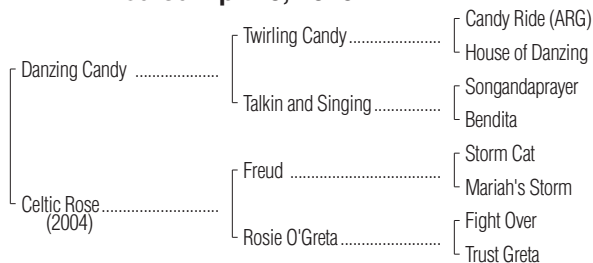 Candy Ride (ARG)
Twirling Candy
House of Danzing
Danzing Candy
Songandaprayer
Talkin and Singing
Bendita
Storm Cat
Freud
Mariah's Storm
Celtic Rose
(2004)
Fight Over
Rosie O'Greta
Trust Greta